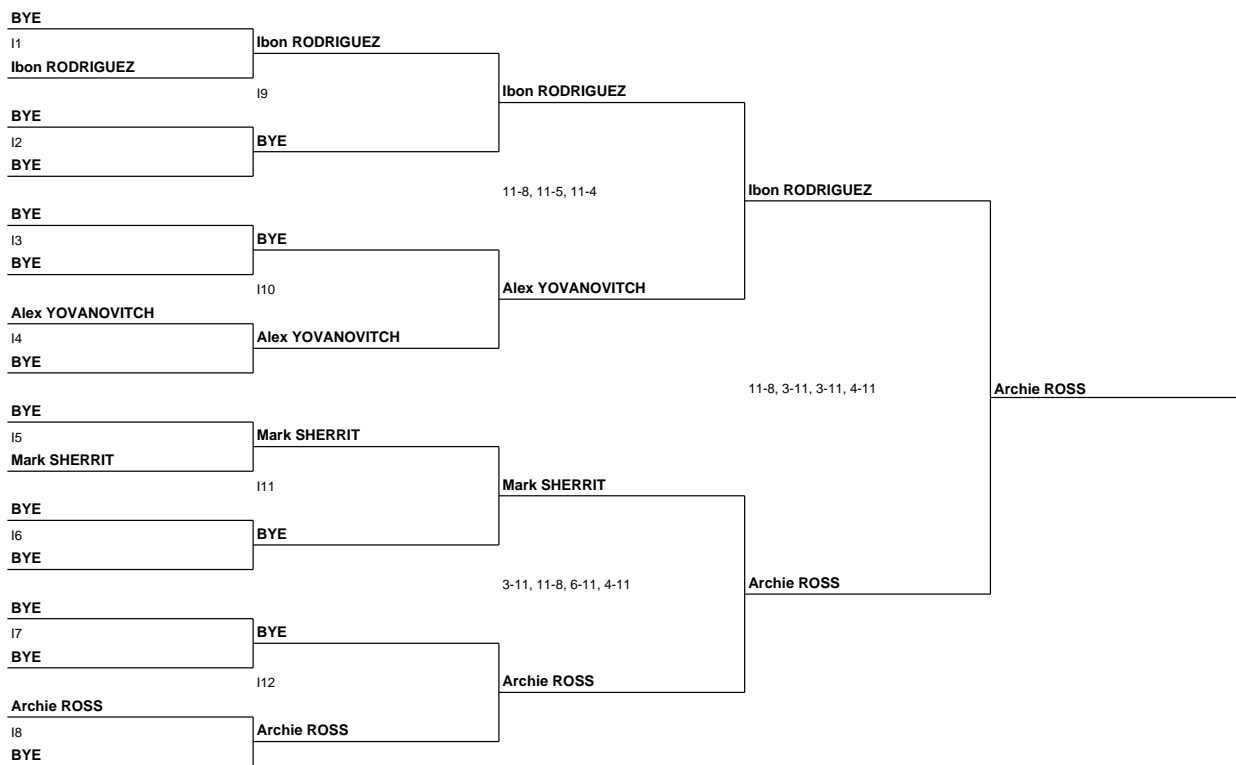 BYE
I1
Ibon RODRIGUEZ
BYE
I2
BYE
BYE
I3
BYE
Alex YOVANOVITCH
I4
BYE
BYE
I5
Mark SHERRIT
BYE
I6
BYE
BYE
I7
BYE
Archie ROSS
I8
BYE
Ibon RODRIGUEZ
I9
BYE
BYE
I10
Alex YOVANOVITCH
Mark SHERRIT
I11
BYE
BYE
I12
Archie ROSS
Ibon RODRIGUEZ
11-8, 11-5, 11-4
Alex YOVANOVITCH
Mark SHERRIT
3-11, 11-8, 6-11, 4-11
Archie ROSS
Ibon RODRIGUEZ
11-8, 3-11, 3-11, 4-11
Archie ROSS
Archie ROSS